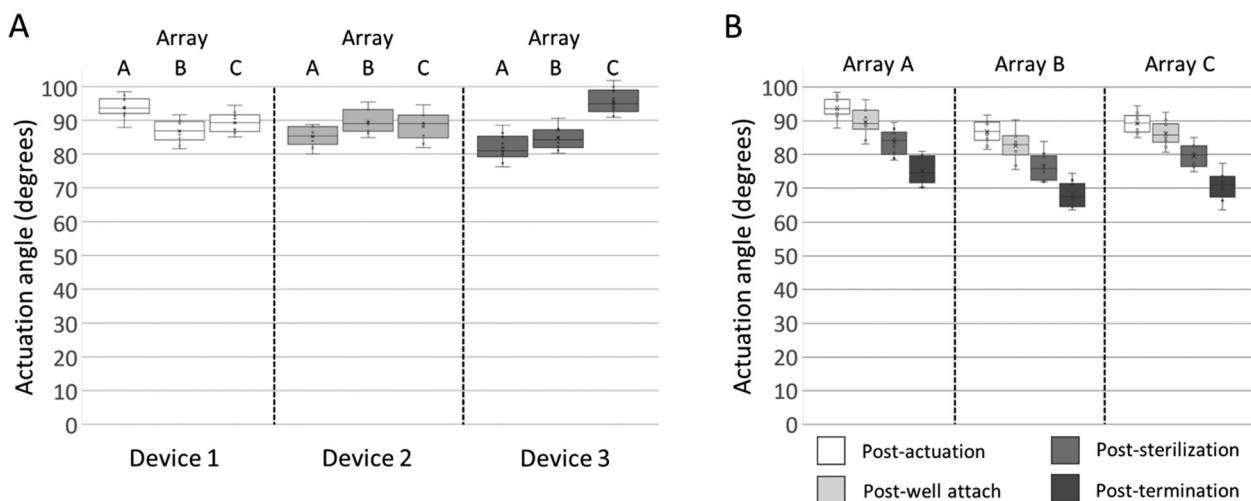 A
Array
Array
Array
A B C
A B C
A B C
Actuation angle (degrees)
100
90
80
70
60
50
40
30
20
10
0
Device 1
Device 2
Device 3
B
Array A
Array B
Array C
Actuation angle (degrees)
100
90
80
70
60
50
40
30
20
10
0
Post-actuation
Post-sterilization
Post-well attach
Post-termination